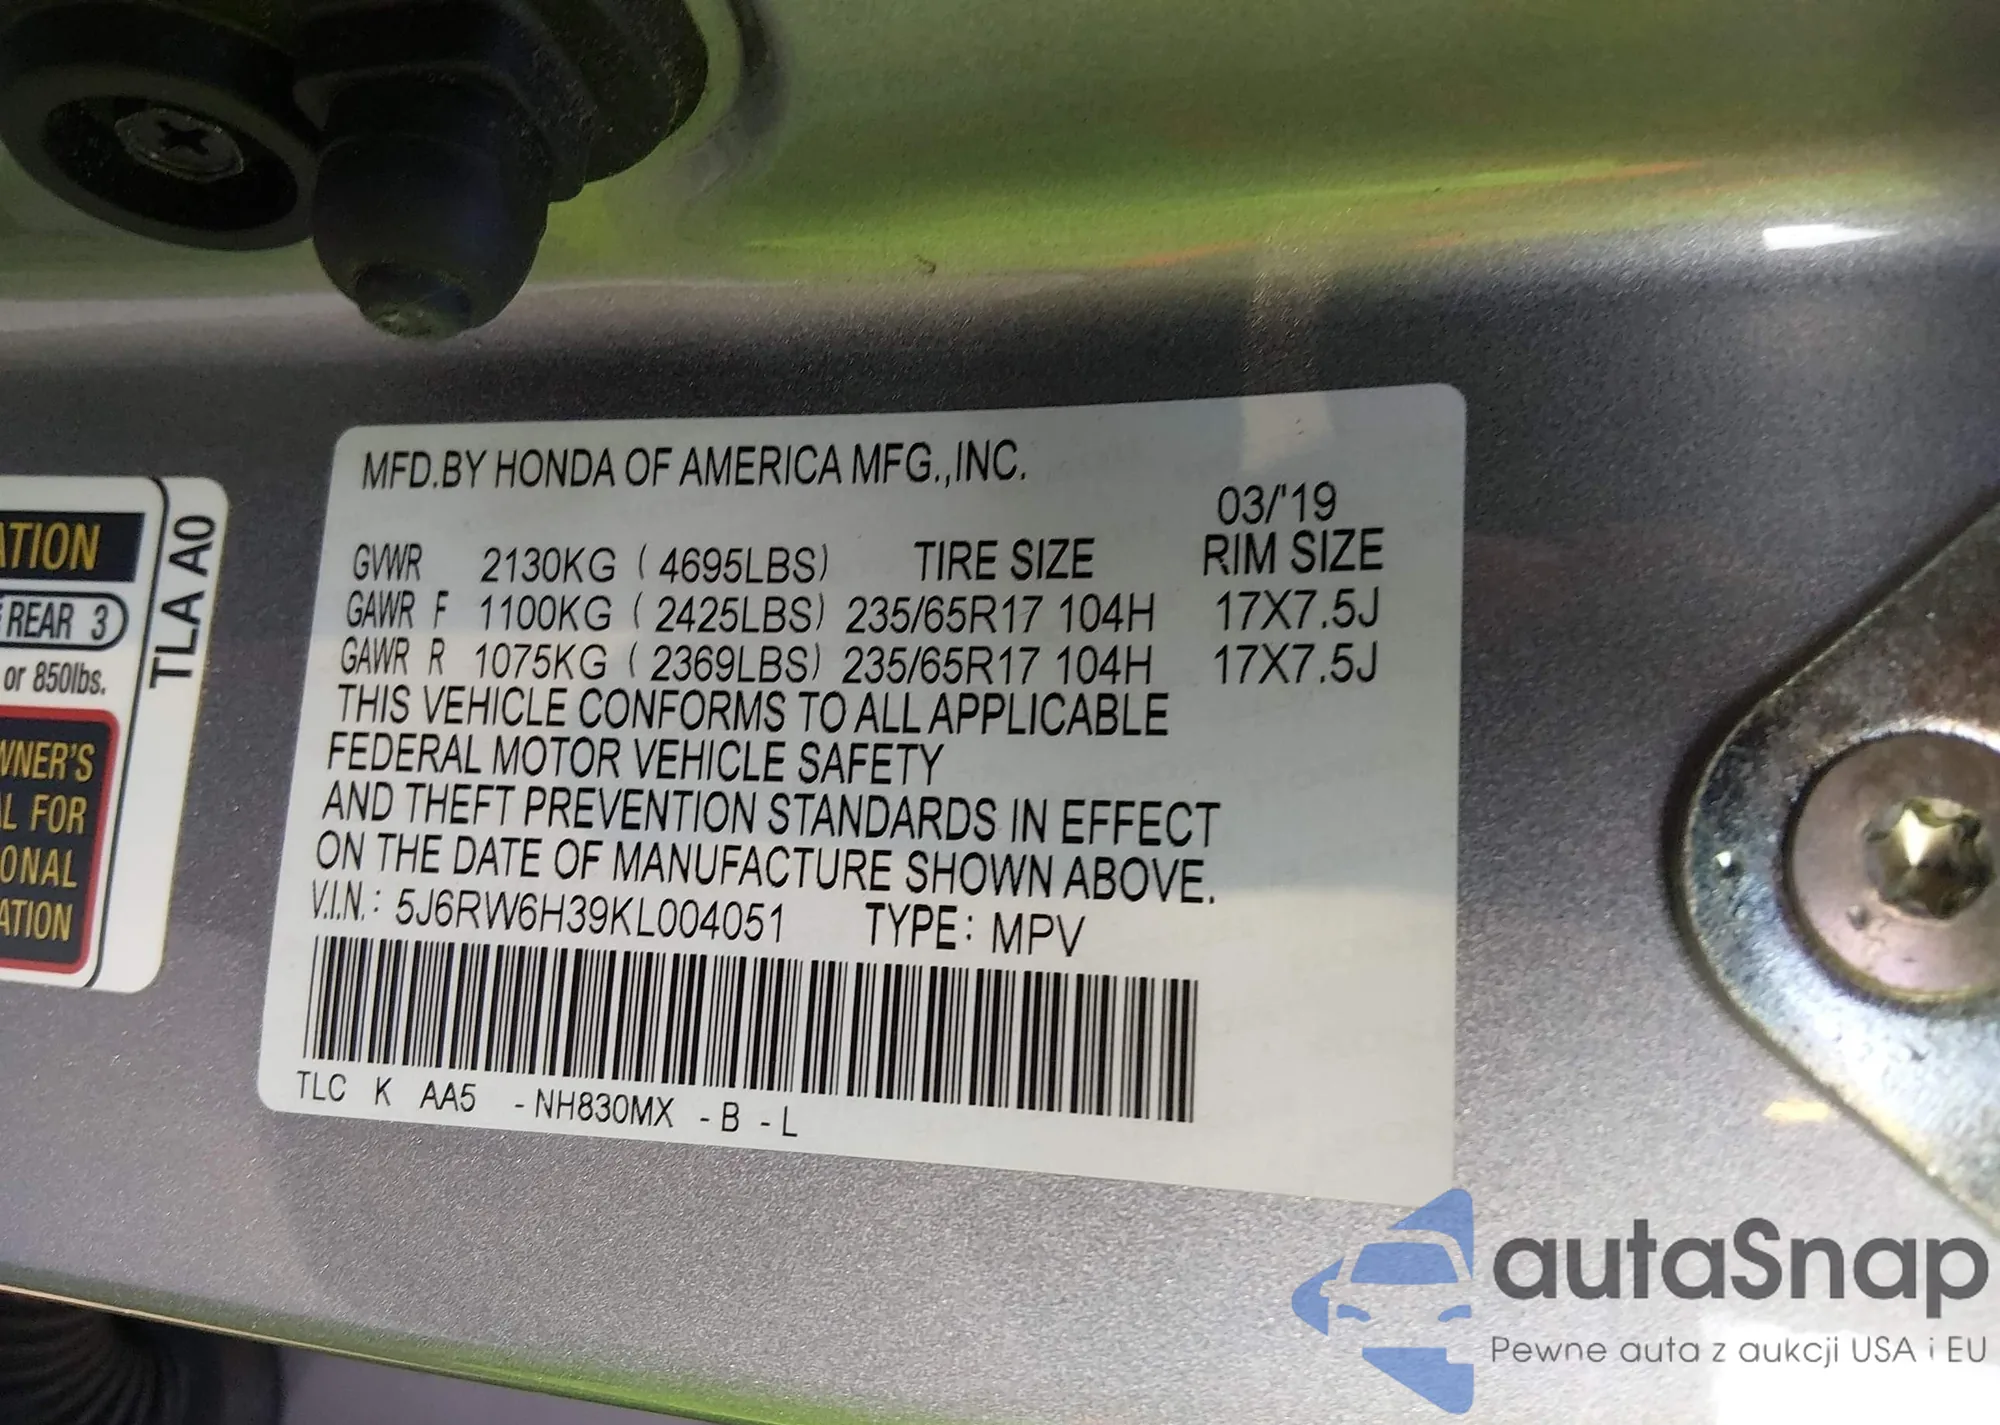 ATION
REAR 3
or 850lbs.
WNER'S
L FOR
ONAL
ATION
TLA A0
MFD.BY HONDA OF AMERICA MFG.,INC.
03/'19
GVWR 2130KG ( 4695LBS) TIRE SIZE RIM SIZE
GAWR F 1100KG ( 2425LBS) 235/65R17 104H 17X7.5J
GAWR R 1075KG ( 2369LBS) 235/65R17 104H 17X7.5J
THIS VEHICLE CONFORMS TO ALL APPLICABLE
FEDERAL MOTOR VEHICLE SAFETY
AND THEFT PREVENTION STANDARDS IN EFFECT
ON THE DATE OF MANUFACTURE SHOWN ABOVE.
V.I.N.: 5J6RW6H39KL004051 TYPE: MPV
TLC K AA5 -NH830MX -B -L
autaSnap
Pewne auta z aukcji USA i EU